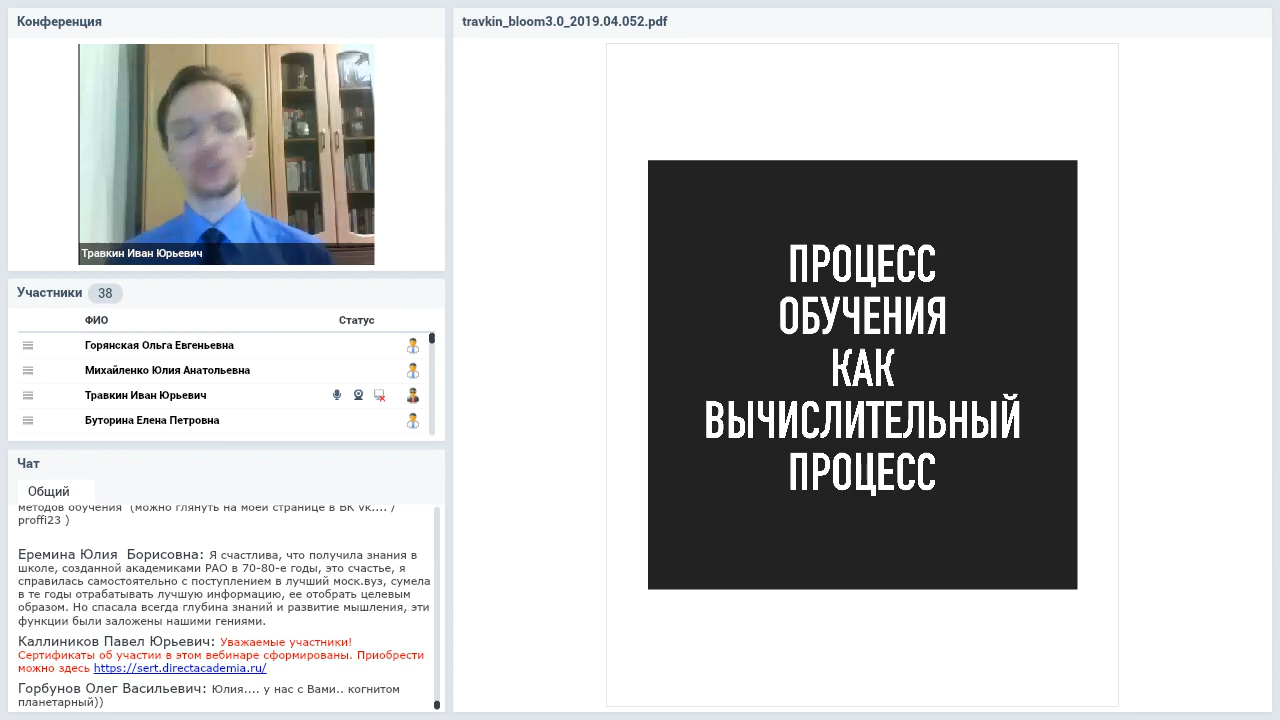 Конференция
Травкин Иван Юрьевич
Участники 38
ФИО Статус
Горянская Ольга Евгеньевна
Михайленко Юлия Анатольевна
Травкин Иван Юрьевич
Буторина Елена Петровна
Чат
Общий
методов обучения (можно глянуть на моей странице в ВК vk.... /
proffi23 )
Еремина Юлия Борисовна: Я счастлива, что получила знания в
школе, созданной академиками РАО в 70-80-е годы, это счастье, я
справилась самостоятельно с поступлением в лучший моск.вуз, сумела
в те годы отрабатывать лучшую информацию, ее отобрать целевым
образом. Но спасала всегда глубина знаний и развитие мышления, эти
функции были заложены нашими гениями.
Каллиников Павел Юрьевич: Уважаемые участники!
Сертификаты об участии в этом вебинаре сформированы. Приобрести
можно здесь https://sert.directacademia.ru/
Горбунов Олег Васильевич: Юлия.... у нас с Вами.. когнитом
планетарный))
travkin_bloom3.0_2019.04.052.pdf
ПРОЦЕСС
ОБУЧЕНИЯ
КАК
ВЫЧИСЛИТЕЛЬНЫЙ
ПРОЦЕСС